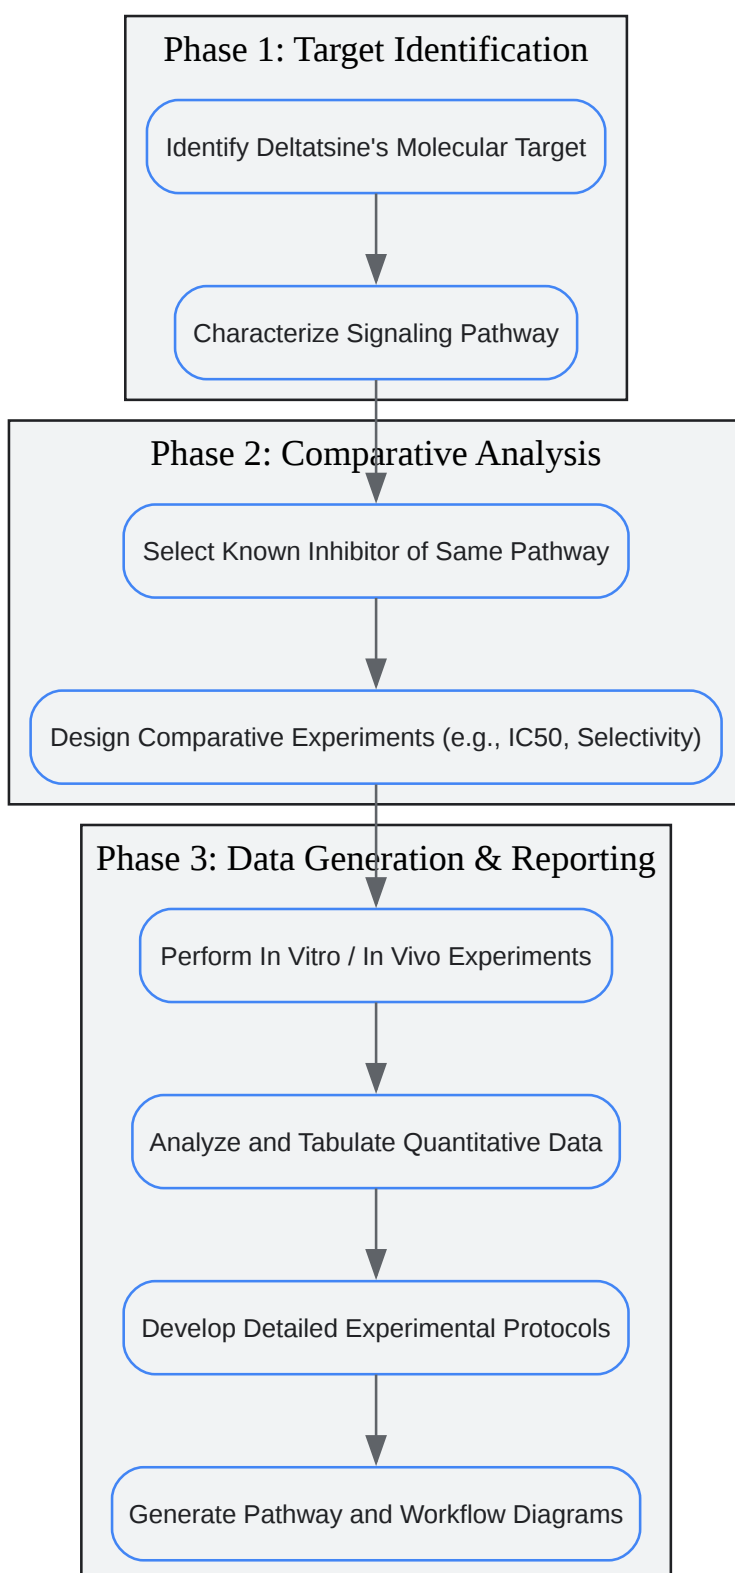 Phase 1: Target Identification
Identify Deltatsine's Molecular Target
Characterize Signaling Pathway
Phase 2: Comparative Analysis
Select Known Inhibitor of Same Pathway
Design Comparative Experiments (e.g., IC50, Selectivity)
Phase 3: Data Generation & Reporting
Perform In Vitro / In Vivo Experiments
Analyze and Tabulate Quantitative Data
Develop Detailed Experimental Protocols
Generate Pathway and Workflow Diagrams